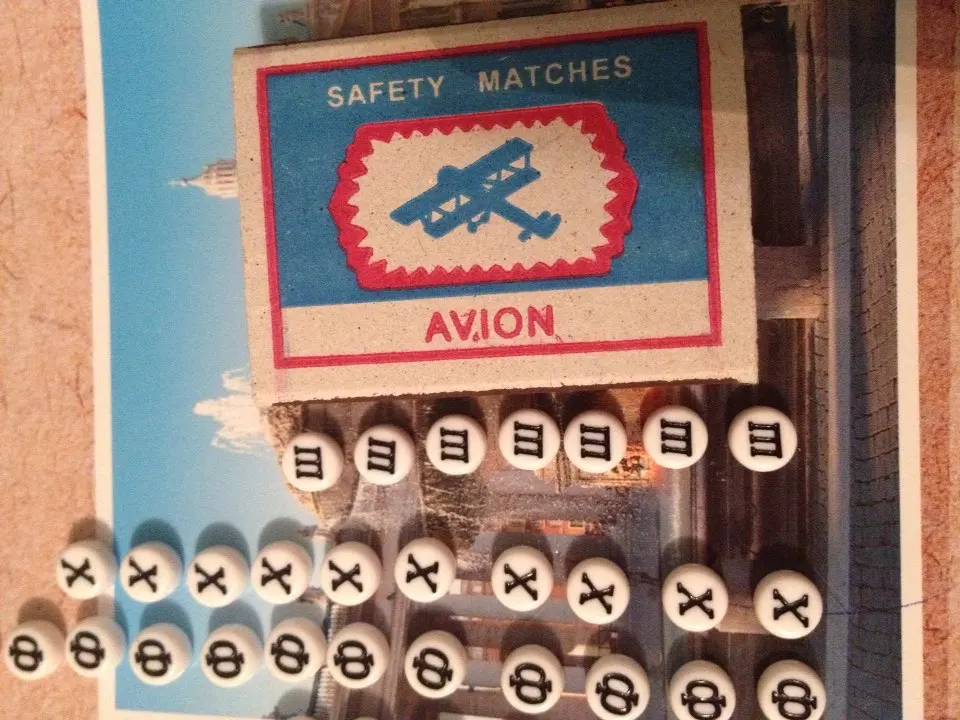 SAFETY MATCHES
AVION
Ш Ш Ш Ш Ш Ш Ш
Х Х Х Х Х Х Х Х Х Х
Ф Ф Ф Ф Ф Ф Ф Ф Ф Ф Ф